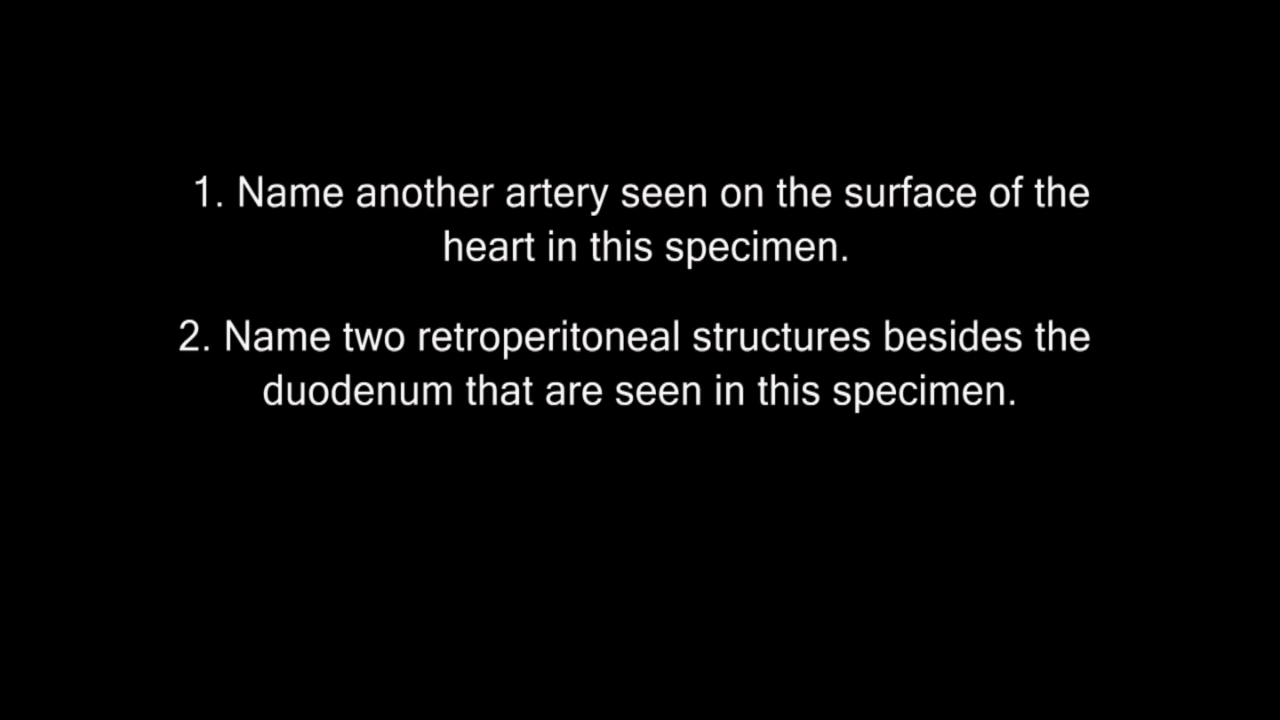 1. Name another artery seen on the surface of the
heart in this specimen.
2. Name two retroperitoneal structures besides the
duodenum that are seen in this specimen.